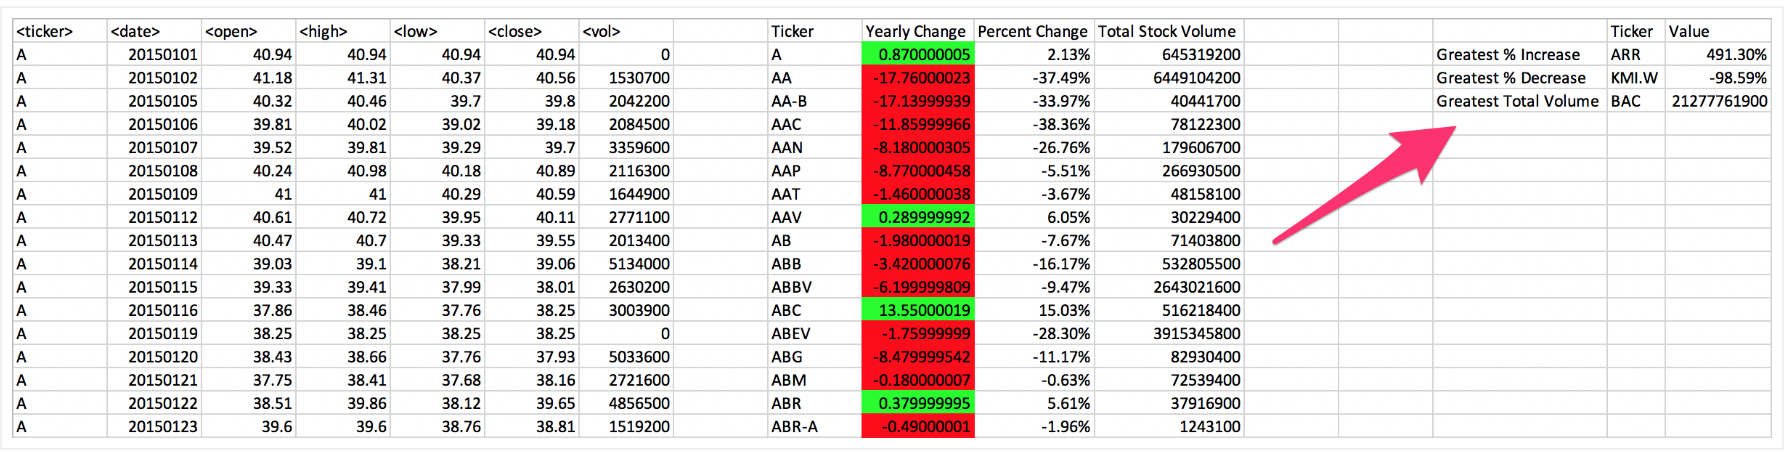 <ticker> <date> <open> <high> <low> <close> <vol> Ticker Yearly Change Percent Change Total Stock Volume Ticker Value
A 20150101 40.94 40.94 40.94 40.94 0 A 0.870000005 2.13% 645319200 Greatest % Increase ARR 491.30%
A 20150102 41.18 41.31 40.37 40.56 1530700 AA -17.76000023 -37.49% 6449104200 Greatest % Decrease KMI.W -98.59%
A 20150105 40.32 40.46 39.7 39.8 2042200 AA-B -17.13999939 -33.97% 40441700 Greatest Total Volume BAC 21277761900
A 20150106 39.81 40.02 39.02 39.18 2084500 AAC -11.85999966 -38.36% 78122300
A 20150107 39.52 39.81 39.29 39.7 3359600 AAN -8.180000305 -26.76% 179606700
A 20150108 40.24 40.98 40.18 40.89 2116300 AAP -8.770000458 -5.51% 266930500
A 20150109 41 41 40.29 40.59 1644900 AAT -1.460000038 -3.67% 48158100
A 20150112 40.61 40.72 39.95 40.11 2771100 AAV 0.289999992 6.05% 30229400
A 20150113 40.47 40.7 39.33 39.55 2013400 AB -1.980000019 -7.67% 71403800
A 20150114 39.03 39.1 38.21 39.06 5134000 ABB -3.420000076 -16.17% 532805500
A 20150115 39.33 39.41 37.99 38.01 2630200 ABBV -6.199999809 -9.47% 2643021600
A 20150116 37.86 38.46 37.76 38.25 3003900 ABC 13.55000019 15.03% 516218400
A 20150119 38.25 38.25 38.25 38.25 0 ABEV -1.75999999 -28.30% 3915345800
A 20150120 38.43 38.66 37.76 37.93 5033600 ABG -8.479999542 -11.17% 82930400
A 20150121 37.75 38.41 37.68 38.16 2721600 ABM -0.180000007 -0.63% 72539400
A 20150122 38.51 39.86 38.12 39.65 4856500 ABR 0.379999995 5.61% 37916900
A 20150123 39.6 39.6 38.76 38.81 1519200 ABR-A -0.49000001 -1.96% 1243100